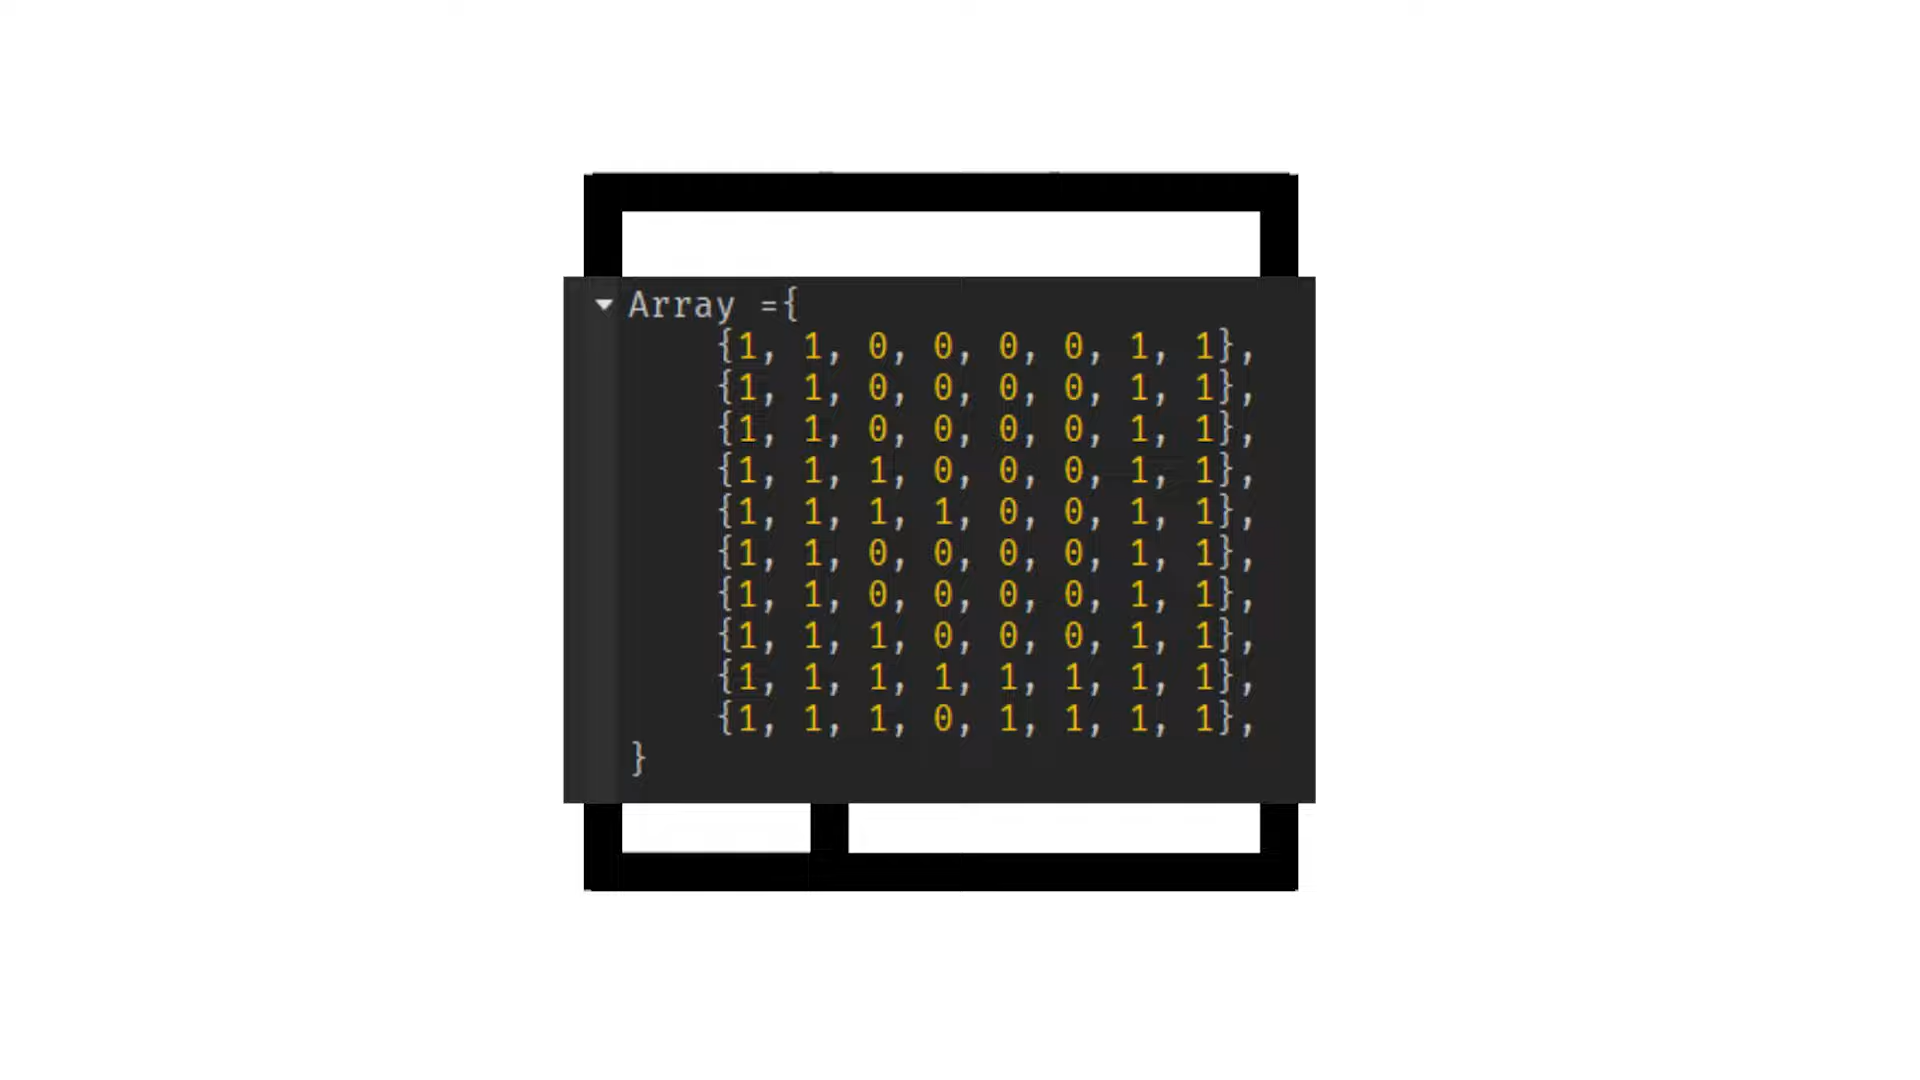 Array ={
{1, 1, 0, 0, 0, 0, 1, 1},
{1, 1, 0, 0, 0, 0, 1, 1},
{1, 1, 0, 0, 0, 0, 1, 1},
{1, 1, 1, 0, 0, 0, 1, 1},
{1, 1, 1, 1, 0, 0, 1, 1},
{1, 1, 0, 0, 0, 0, 1, 1},
{1, 1, 0, 0, 0, 0, 1, 1},
{1, 1, 1, 0, 0, 0, 1, 1},
{1, 1, 1, 1, 1, 1, 1, 1},
{1, 1, 1, 0, 1, 1, 1, 1},
}